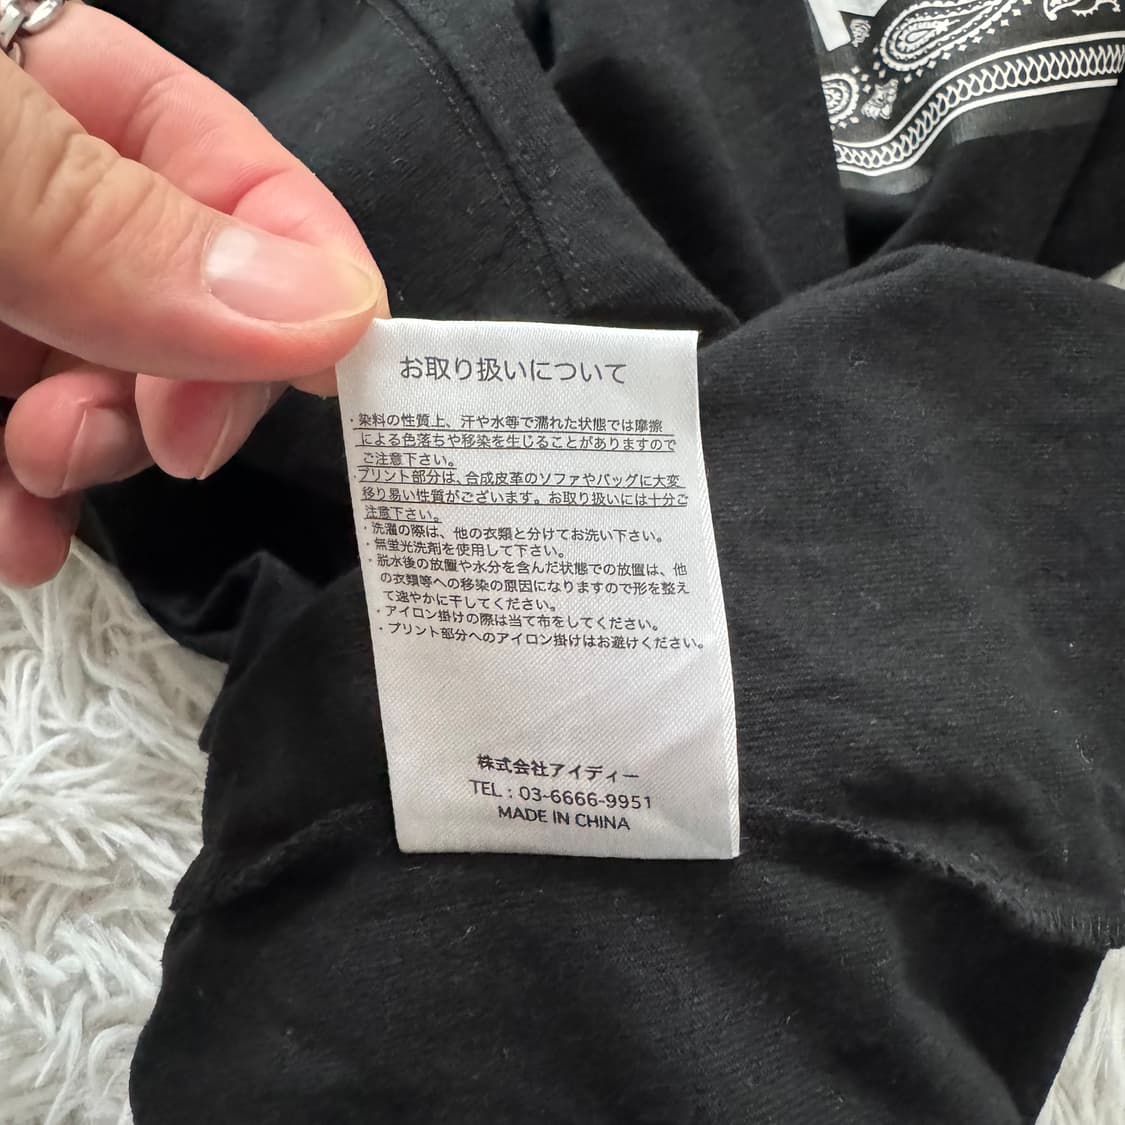 お取り扱いについて
・染料の性質上、汗や水等で濡れた状態では摩擦
による色落ちや移染を生じることがありますので
ご注意下さい。
・プリント部分は、合成皮革のソファやバッグに大変
移り易い性質がございます。お取り扱いには十分ご
注意下さい。
・洗濯の際は、他の衣類と分けてお洗い下さい。
・無蛍光洗剤を使用して下さい。
・脱水後の放置や水分を含んだ状態での放置は、他
の衣類等への移染の原因になりますので形を整え
て速やかに干してください。
・アイロン掛けの際は当て布をしてください。
・プリント部分へのアイロン掛けはお避けください。
株式会社アイディー
TEL : 03-6666-9951
MADE IN CHINA